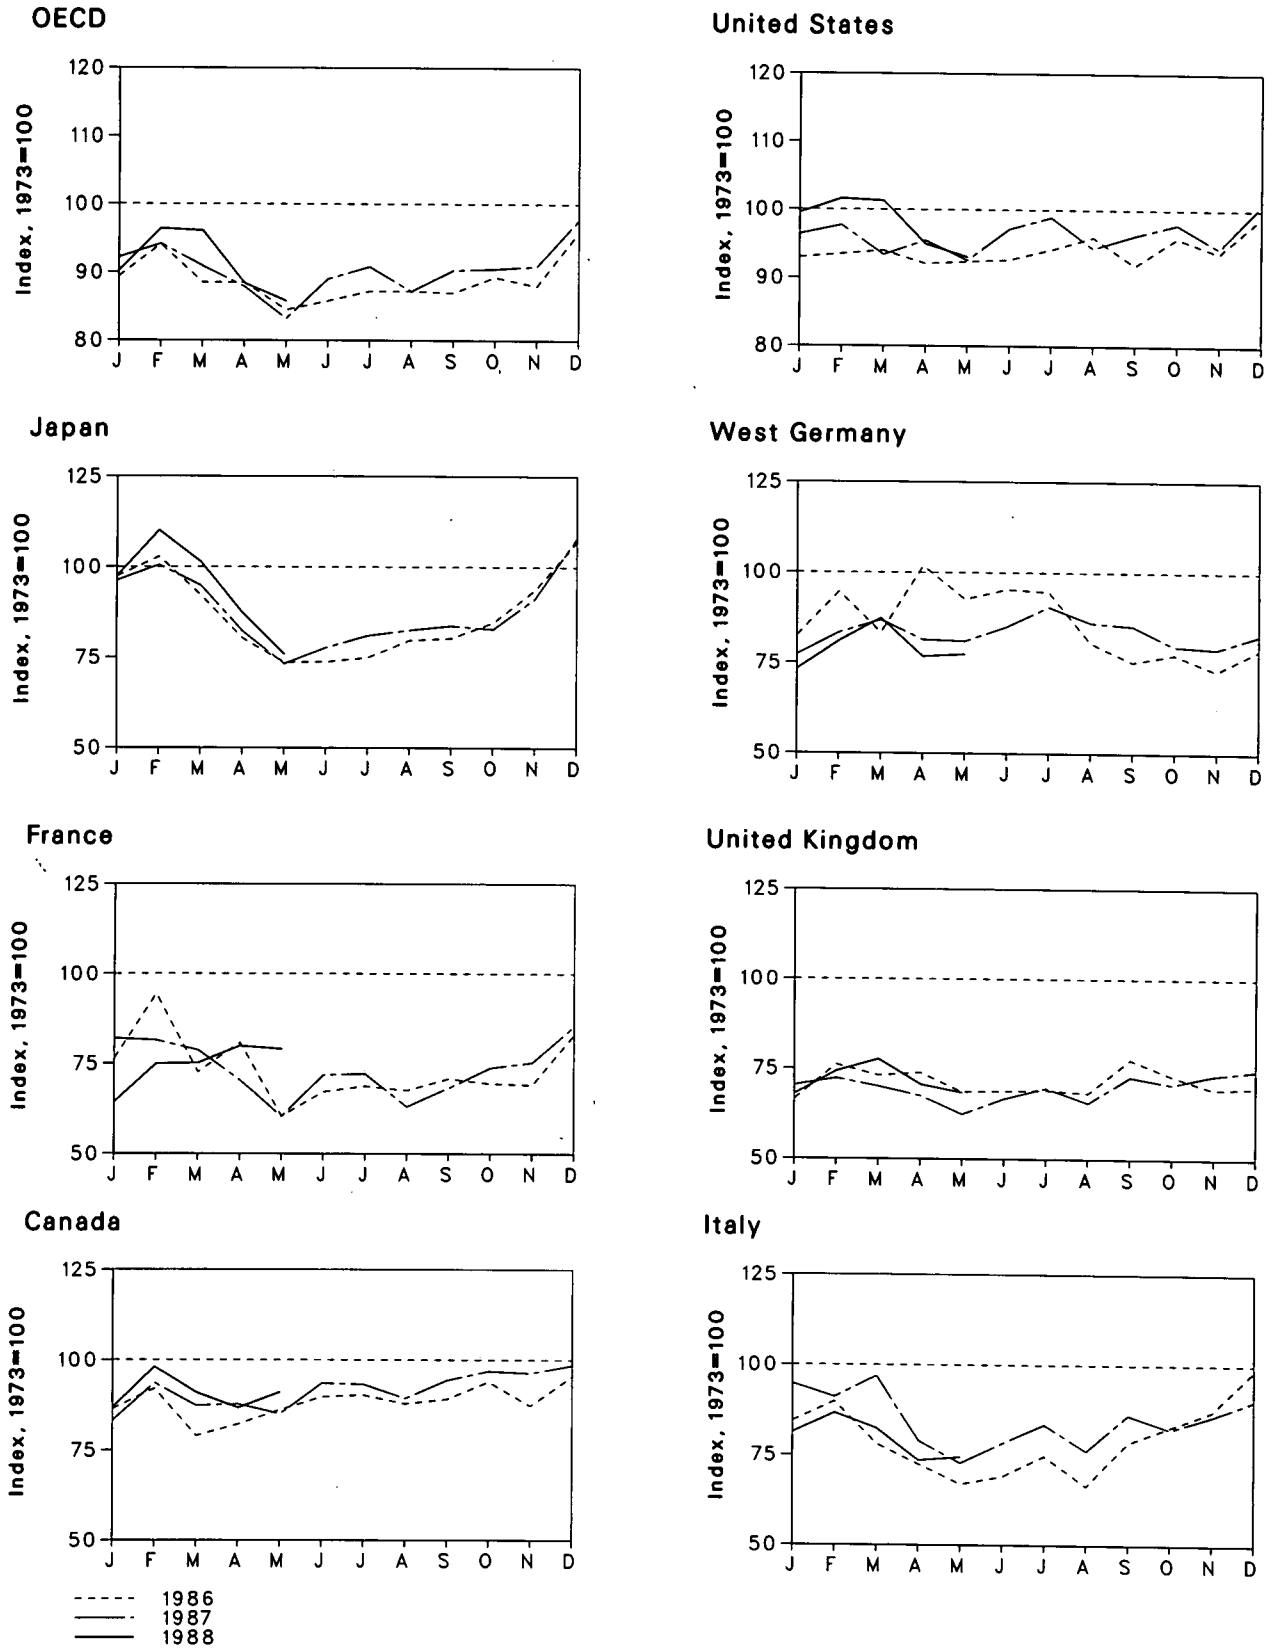 OECD
Index, 1973=100
120
110
100
90
80
J F M A M J J A S O N D
United States
Index, 1973=100
120
110
100
90
80
J F M A M J J A S O N D
Japan
Index, 1973=100
125
100
75
50
J F M A M J J A S O N D
West Germany
Index, 1973=100
125
100
75
50
J F M A M J J A S O N D
France
Index, 1973=100
125
100
75
50
J F M A M J J A S O N D
United Kingdom
Index, 1973=100
125
100
75
50
J F M A M J J A S O N D
Canada
Index, 1973=100
125
100
75
50
J F M A M J J A S O N D
Italy
Index, 1973=100
125
100
75
50
J F M A M J J A S O N D
1986
1987
1988